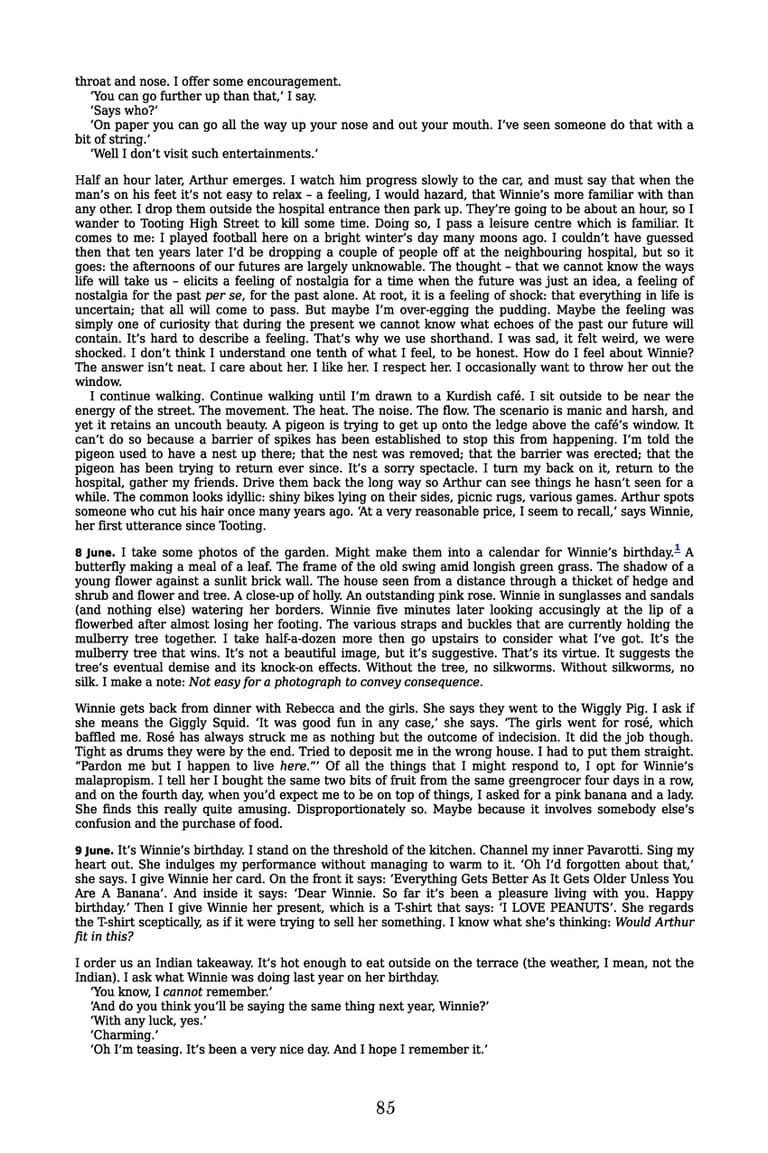 throat and nose. I offer some encouragement.
‘You can go further up than that,’ I say.
‘Says who?’
‘On paper you can go all the way up your nose and out your mouth. I’ve seen someone do that with a
bit of string.’
‘Well I don’t visit such entertainments.’
Half an hour later, Arthur emerges. I watch him progress slowly to the car, and must say that when the
man’s on his feet it’s not easy to relax – a feeling, I would hazard, that Winnie’s more familiar with than
any other. I drop them outside the hospital entrance then park up. They’re going to be about an hour, so I
wander to Tooting High Street to kill some time. Doing so, I pass a leisure centre which is familiar. It
comes to me: I played football here on a bright winter’s day many moons ago. I couldn’t have guessed
then that ten years later I’d be dropping a couple of people off at the neighbouring hospital, but so it
goes: the afternoons of our futures are largely unknowable. The thought – that we cannot know the ways
life will take us – elicits a feeling of nostalgia for a time when the future was just an idea, a feeling of
nostalgia for the past per se, for the past alone. At root, it is a feeling of shock: that everything in life is
uncertain; that all will come to pass. But maybe I’m over-egging the pudding. Maybe the feeling was
simply one of curiosity that during the present we cannot know what echoes of the past our future will
contain. It’s hard to describe a feeling. That’s why we use shorthand. I was sad, it felt weird, we were
shocked. I don’t think I understand one tenth of what I feel, to be honest. How do I feel about Winnie?
The answer isn’t neat. I care about her. I like her. I respect her. I occasionally want to throw her out the
window.
I continue walking. Continue walking until I’m drawn to a Kurdish café. I sit outside to be near the
energy of the street. The movement. The heat. The noise. The flow. The scenario is manic and harsh, and
yet it retains an uncouth beauty. A pigeon is trying to get up onto the ledge above the café’s window. It
can’t do so because a barrier of spikes has been established to stop this from happening. I’m told the
pigeon used to have a nest up there; that the nest was removed; that the barrier was erected; that the
pigeon has been trying to return ever since. It’s a sorry spectacle. I turn my back on it, return to the
hospital, gather my friends. Drive them back the long way so Arthur can see things he hasn’t seen for a
while. The common looks idyllic: shiny bikes lying on their sides, picnic rugs, various games. Arthur spots
someone who cut his hair once many years ago. ‘At a very reasonable price, I seem to recall,’ says Winnie,
her first utterance since Tooting.
8 June. I take some photos of the garden. Might make them into a calendar for Winnie’s birthday.1 A
butterfly making a meal of a leaf. The frame of the old swing amid longish green grass. The shadow of a
young flower against a sunlit brick wall. The house seen from a distance through a thicket of hedge and
shrub and flower and tree. A close-up of holly. An outstanding pink rose. Winnie in sunglasses and sandals
(and nothing else) watering her borders. Winnie five minutes later looking accusingly at the lip of a
flowerbed after almost losing her footing. The various straps and buckles that are currently holding the
mulberry tree together. I take half-a-dozen more then go upstairs to consider what I’ve got. It’s the
mulberry tree that wins. It’s not a beautiful image, but it’s suggestive. That’s its virtue. It suggests the
tree’s eventual demise and its knock-on effects. Without the tree, no silkworms. Without silkworms, no
silk. I make a note: Not easy for a photograph to convey consequence.
Winnie gets back from dinner with Rebecca and the girls. She says they went to the Wiggly Pig. I ask if
she means the Giggly Squid. ‘It was good fun in any case,’ she says. ‘The girls went for rosé, which
baffled me. Rosé has always struck me as nothing but the outcome of indecision. It did the job though.
Tight as drums they were by the end. Tried to deposit me in the wrong house. I had to put them straight.
“Pardon me but I happen to live here.”’ Of all the things that I might respond to, I opt for Winnie’s
malapropism. I tell her I bought the same two bits of fruit from the same greengrocer four days in a row,
and on the fourth day, when you’d expect me to be on top of things, I asked for a pink banana and a lady.
She finds this really quite amusing. Disproportionately so. Maybe because it involves somebody else’s
confusion and the purchase of food.
9 June. It’s Winnie’s birthday. I stand on the threshold of the kitchen. Channel my inner Pavarotti. Sing my
heart out. She indulges my performance without managing to warm to it. ‘Oh I’d forgotten about that,’
she says. I give Winnie her card. On the front it says: ‘Everything Gets Better As It Gets Older Unless You
Are A Banana’. And inside it says: ‘Dear Winnie. So far it’s been a pleasure living with you. Happy
birthday.’ Then I give Winnie her present, which is a T-shirt that says: ‘I LOVE PEANUTS’. She regards
the T-shirt sceptically, as if it were trying to sell her something. I know what she’s thinking: Would Arthur
fit in this?
I order us an Indian takeaway. It’s hot enough to eat outside on the terrace (the weather, I mean, not the
Indian). I ask what Winnie was doing last year on her birthday.
‘You know, I cannot remember.’
‘And do you think you’ll be saying the same thing next year, Winnie?’
‘With any luck, yes.’
‘Charming.’
‘Oh I’m teasing. It’s been a very nice day. And I hope I remember it.’
85